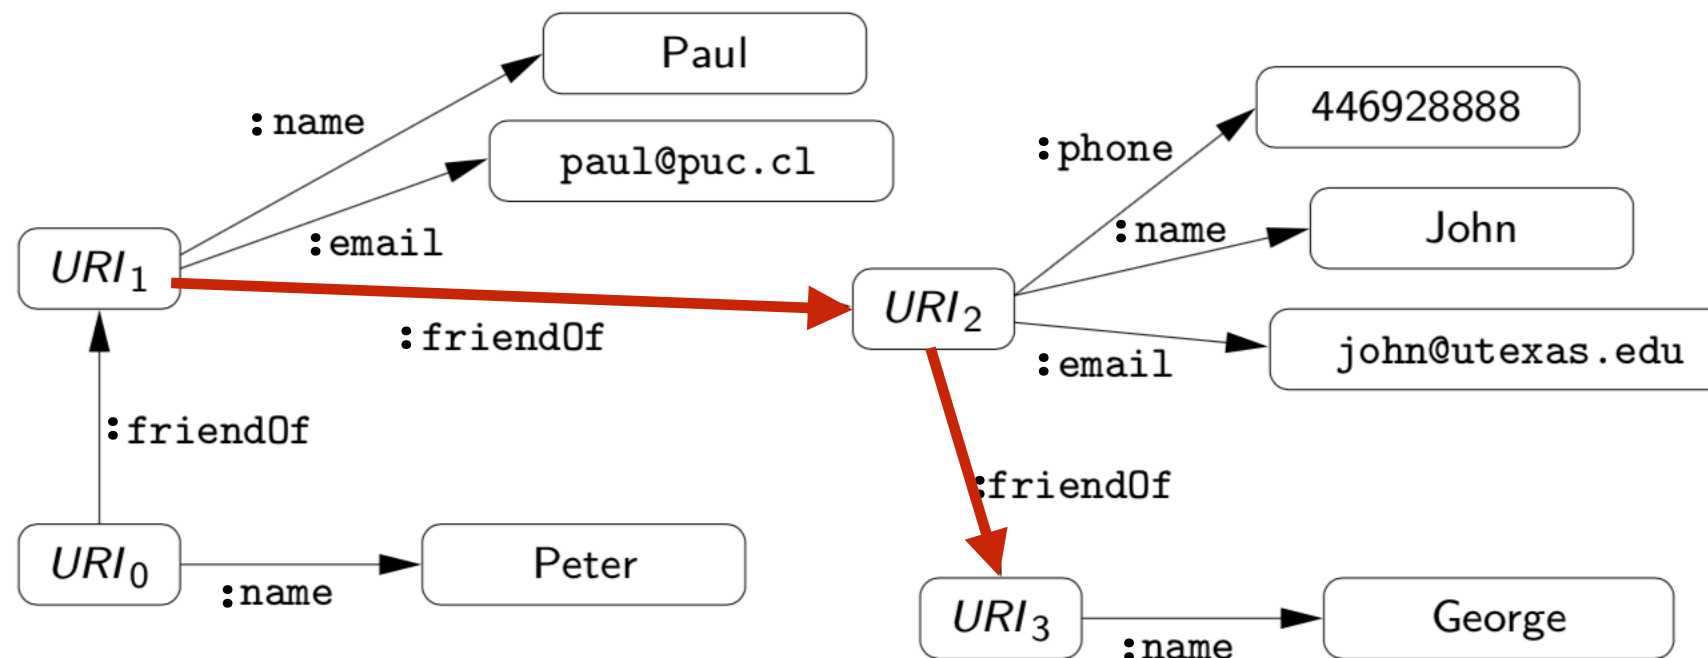 Paul
:name
paul@puc.cl
:email
URI1
:friendOf
URI2
:phone
446928888
:name
John
:email
john@utexas.edu
:friendOf
:friendOf
URI0
:name
Peter
URI3
:name
George